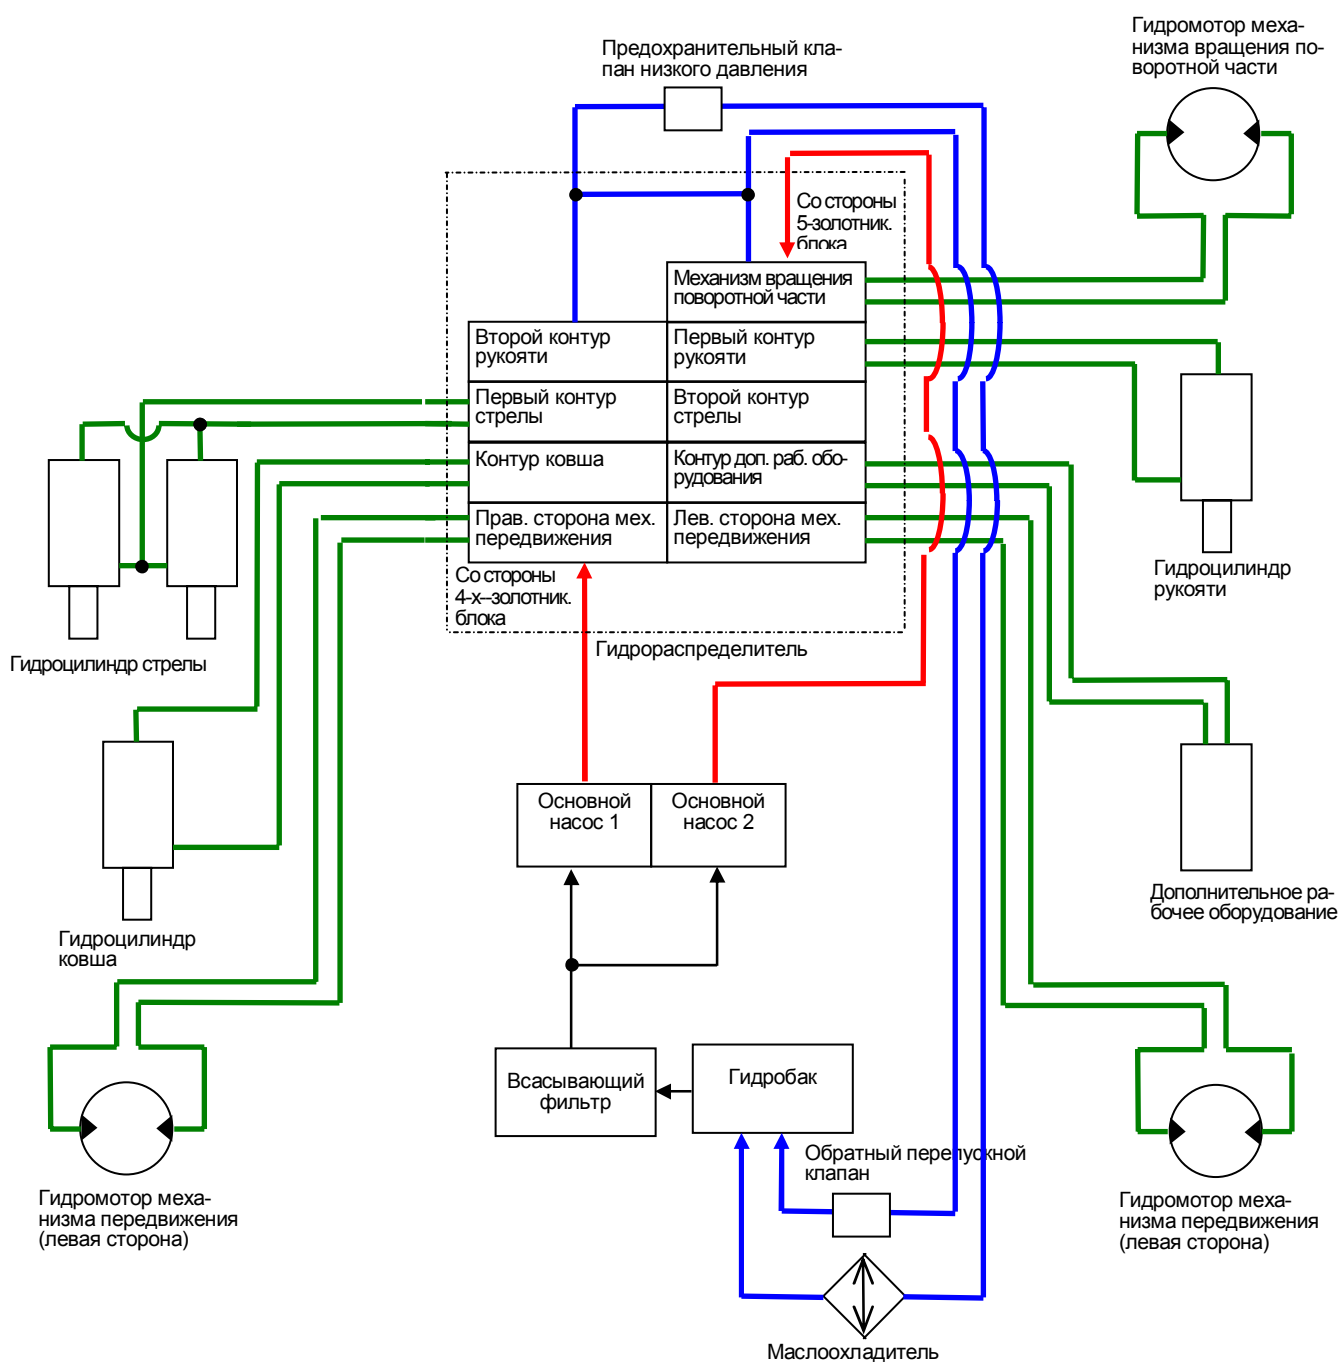 Гидромотор меха-
низма вращения по-
воротной части
Предохранительный кла-
пан низкого давления
Со стороны
5-золотник.
блока
Механизм вращения
поворотной части
Второй контур
рукояти
Первый контур
рукояти
Первый контур
стрелы
Второй контур
стрелы
Контур ковша
Контур доп. раб. обо-
рудования
Прав. сторона мех.
передвижения
Лев. сторона мех.
передвижения
Со стороны
4-х--золотник.
блока
Гидрораспределитель
Гидроцилиндр
рукояти
Гидроцилиндр стрелы
Основной
насос 1
Основной
насос 2
Дополнительное ра-
бочее оборудование
Гидроцилиндр
ковша
Всасывающий
фильтр
Гидробак
Обратный перепускной
клапан
Гидромотор меха-
низма передвижения
(левая сторона)
Гидромотор меха-
низма передвижения
(левая сторона)
Маслоохладитель